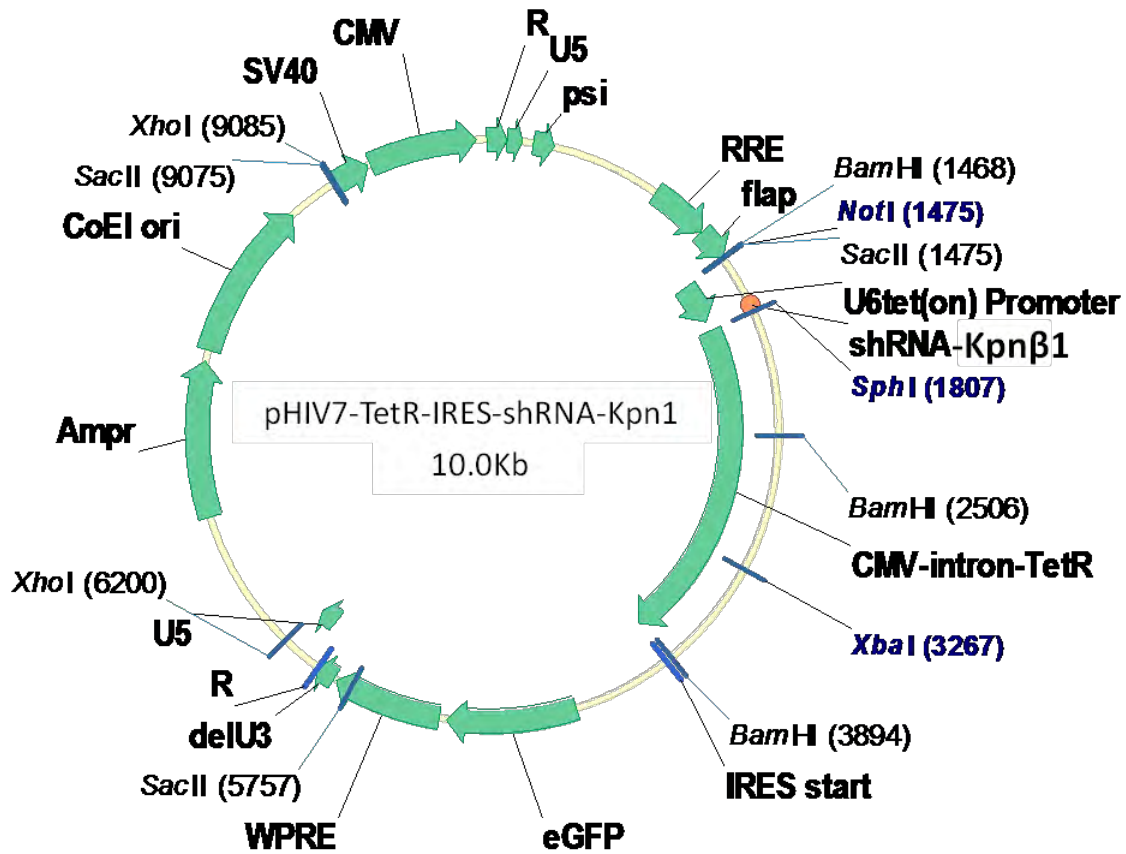 CMV
R
U5
psi
SV40
XhoI (9085)
SacII (9075)
CoEI ori
RRE
flap
BamHI (1468)
NotI (1475)
SacII (1475)
U6tet(on) Promoter
shRNA-Kpnβ1
SphI (1807)
pHIV7-TetR-IRES-shRNA-Kpn1
10.0Kb
Ampr
BamHI (2506)
CMV-intron-TetR
XbaI (3267)
XhoI (6200)
U5
R
delU3
SacII (5757)
WPRE
eGFP
IRES start
BamHI (3894)